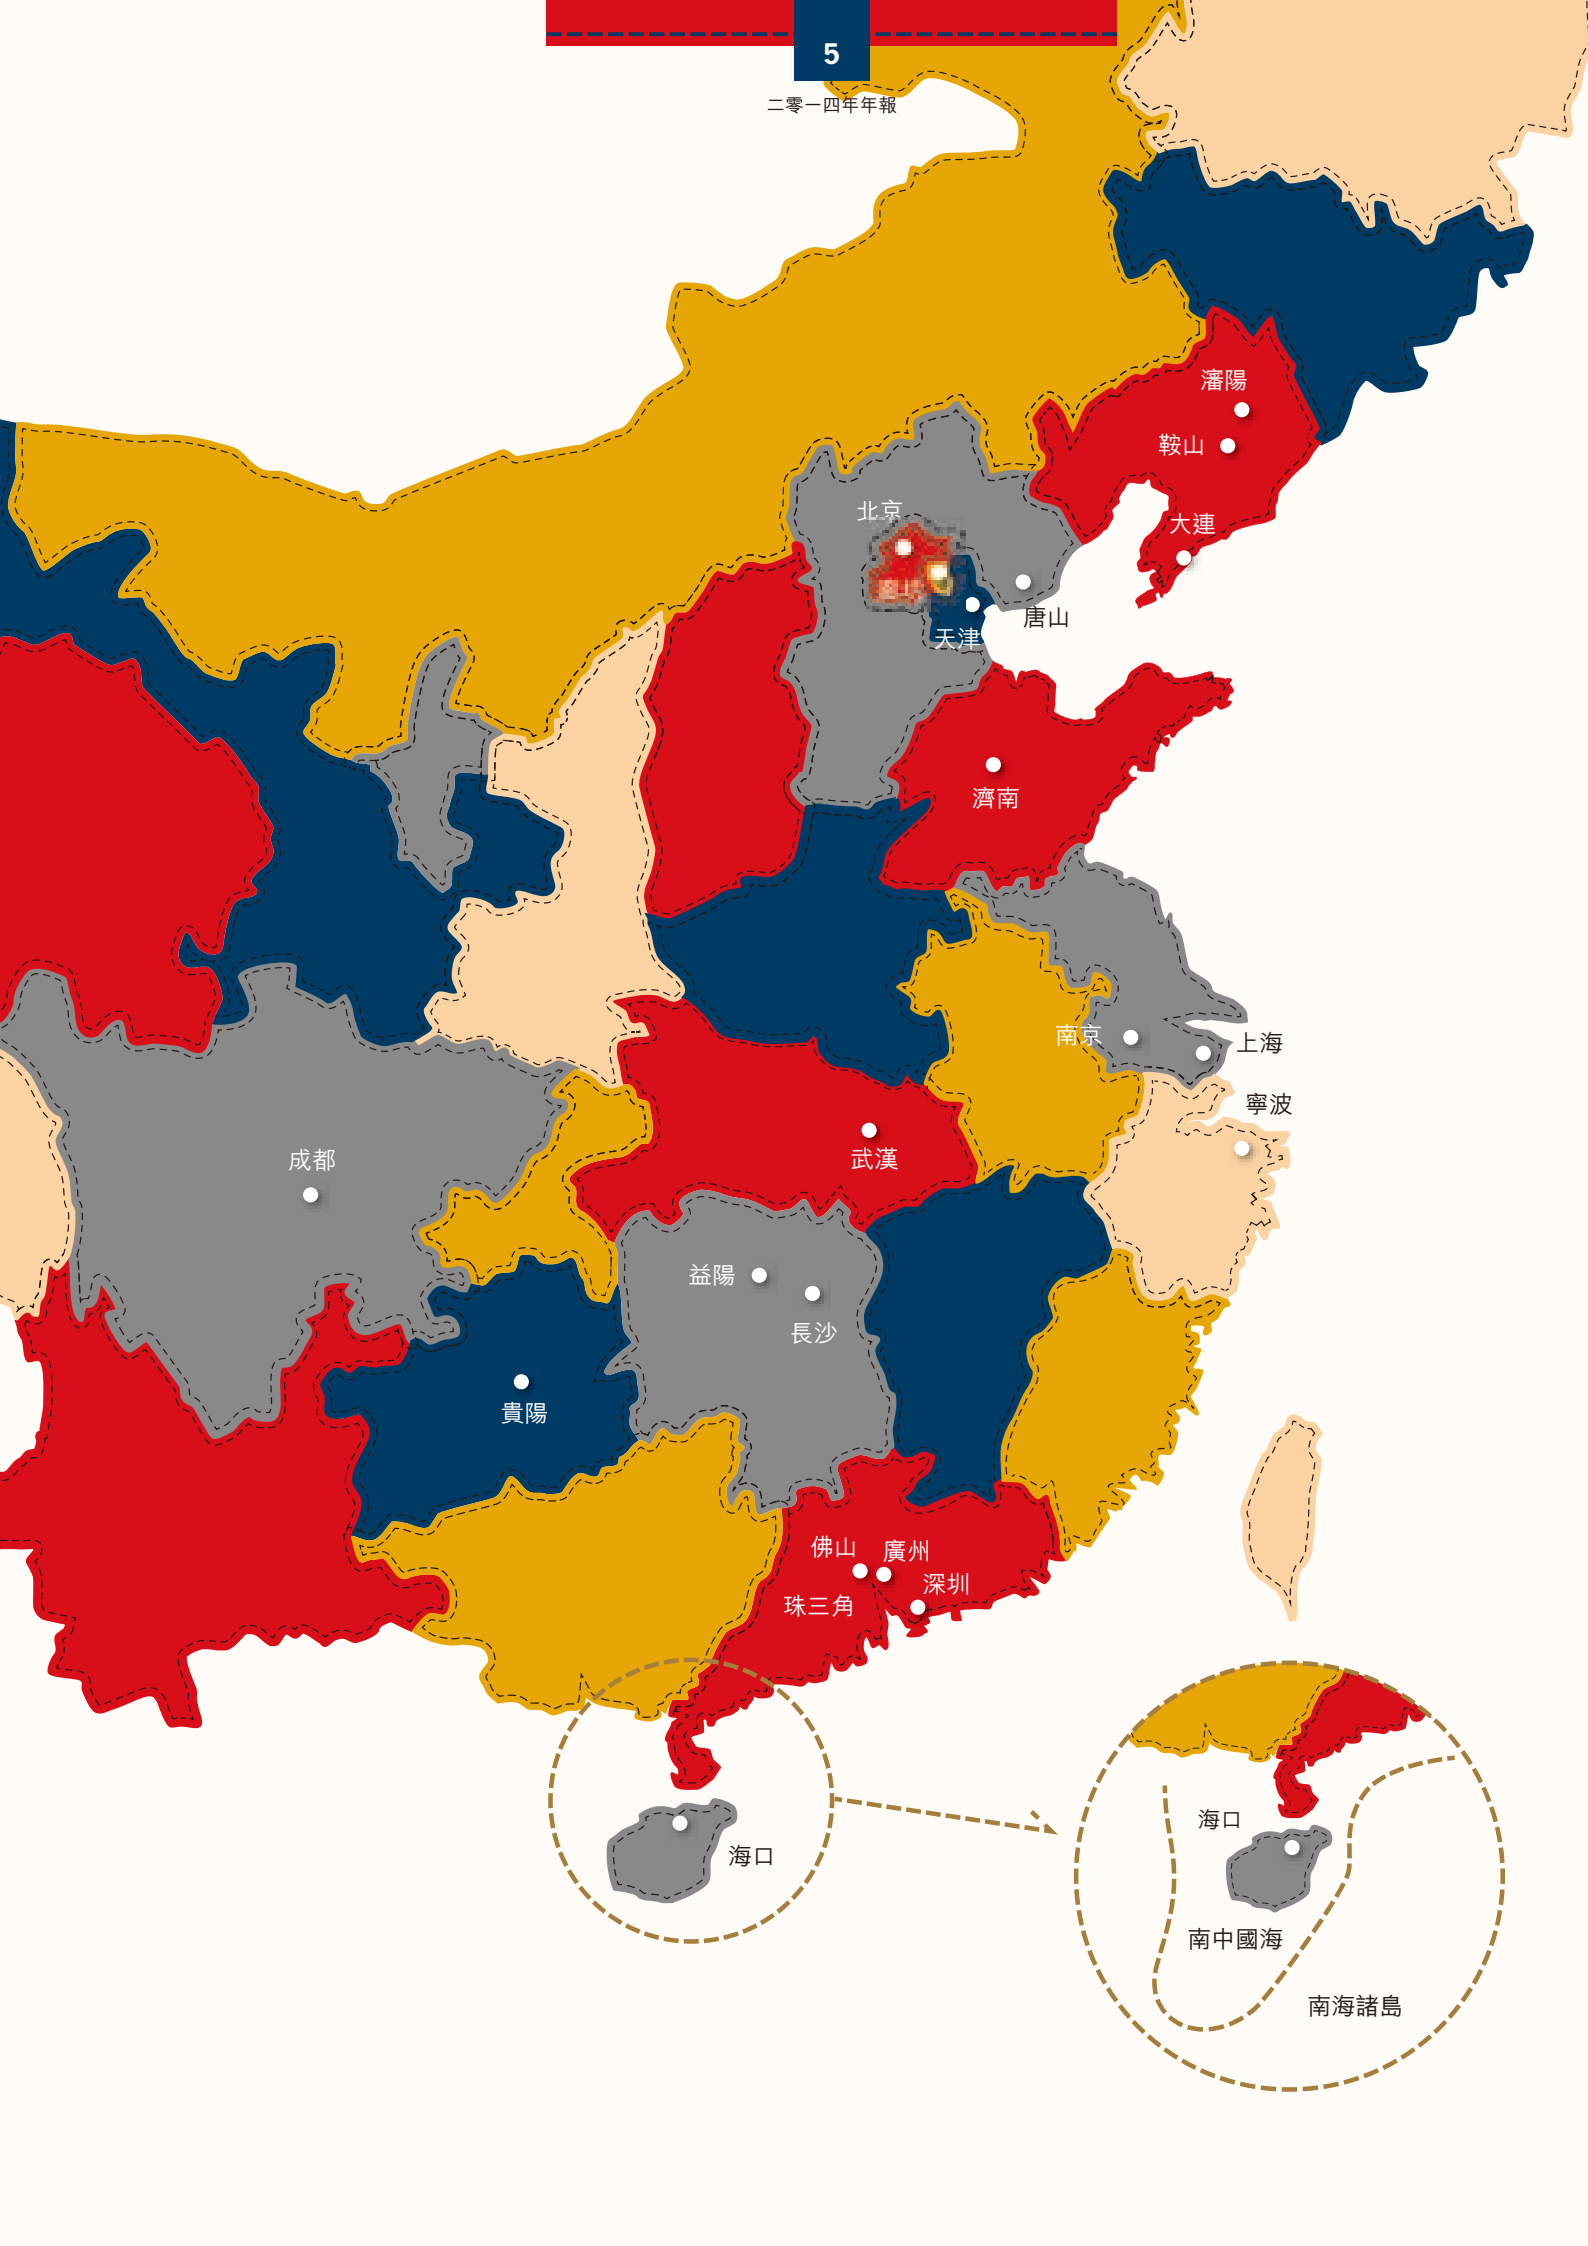 5
二零一四年年報
瀋陽
鞍山
北京
大連
唐山
天津
濟南
南京
上海
寧波
武漢
成都
益陽
長沙
貴陽
佛山
廣州
深圳
珠三角
海口
海口
南中國海
南海諸島